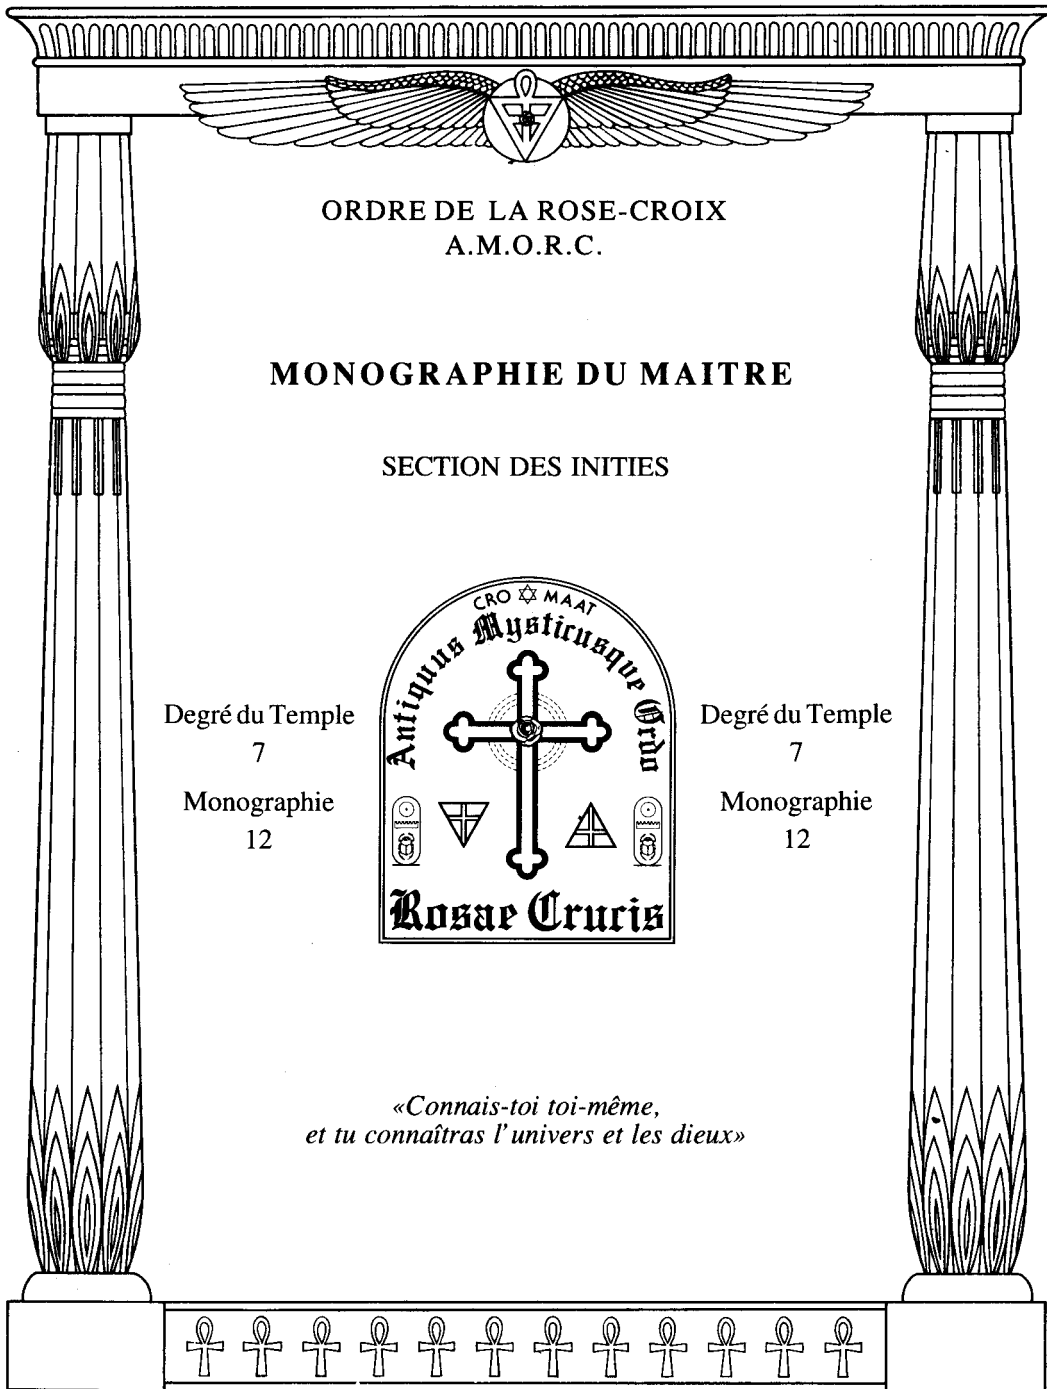 ORDRE DE LA ROSE-CROIX
A.M.O.R.C.
MONOGRAPHIE DU MAITRE
SECTION DES INITIES
CRO MAAT
Antiquus Mysticusque Ordo
Rosae Crucis
Degré du Temple
7
Monographie
12
Degré du Temple
7
Monographie
12
«Connais-toi toi-même,
et tu connaîtras l'univers et les dieux»